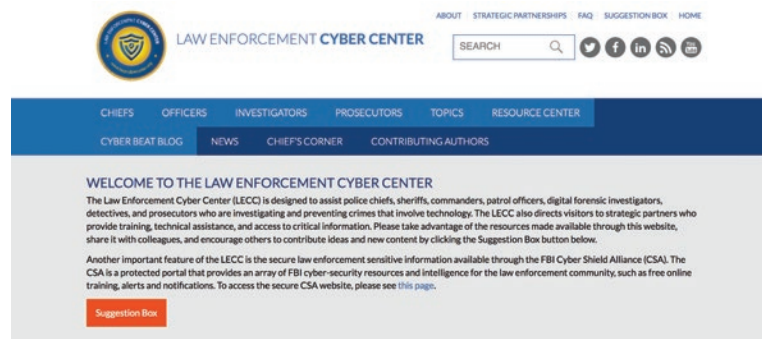 ABOUT STRATEGIC PARTNERSHIPS FAQ SUGGESTION BOX HOME
LAW ENFORCEMENT CYBER CENTER
SEARCH
CHIEFS OFFICERS INVESTIGATORS PROSECUTORS TOPICS RESOURCE CENTER
CYBER BEAT BLOG NEWS CHIEF'S CORNER CONTRIBUTING AUTHORS
WELCOME TO THE LAW ENFORCEMENT CYBER CENTER
The Law Enforcement Cyber Center (LECC) is designed to assist police chiefs, sheriffs, commanders, patrol officers, digital forensic investigators,
detectives, and prosecutors who are investigating and preventing crimes that involve technology. The LECC also directs visitors to strategic partners who
provide training, technical assistance, and access to critical information. Please take advantage of the resources made available through this website,
share it with colleagues, and encourage others to contribute ideas and new content by clicking the Suggestion Box button below.
Another important feature of the LECC is the secure law enforcement sensitive information available through the FBI Cyber Shield Alliance (CSA). The
CSA is a protected portal that provides an array of FBI cyber-security resources and intelligence for the law enforcement community, such as free online
training, alerts and notifications. To access the secure CSA website, please see this page.
Suggestion Box